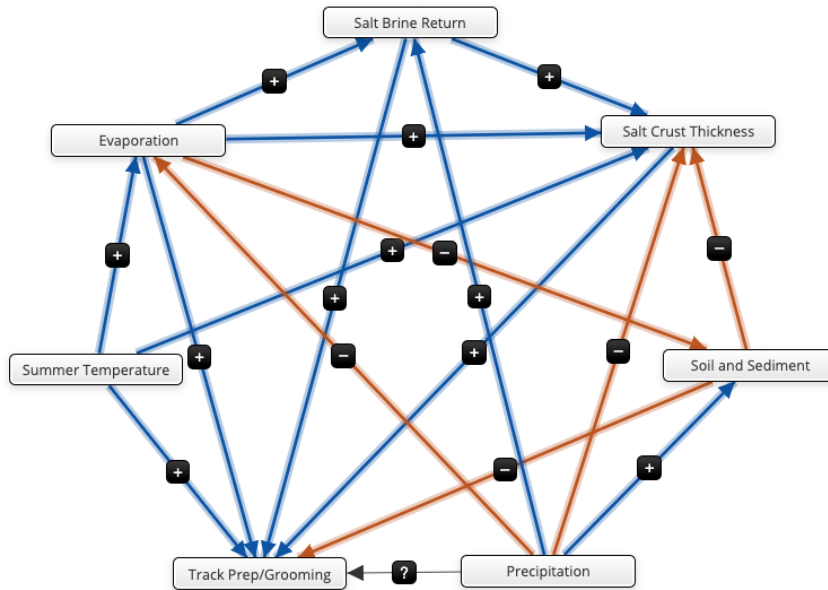 Salt Brine Return
+
+
Salt Crust Thickness
Evaporation
+
+
−
−
+
+
+
+
−
−
+
Summer Temperature
Soil and Sediment
+
−
+
Track Prep/Grooming
?
Precipitation